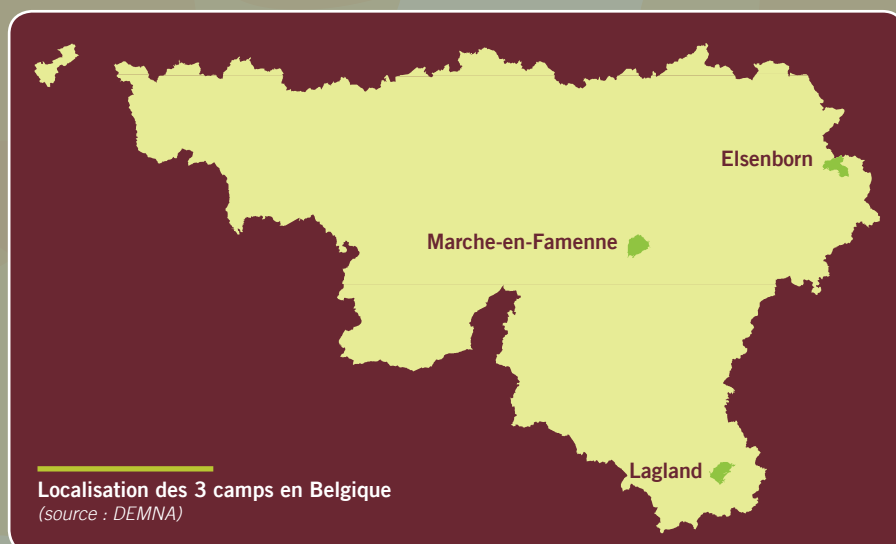 Elsenborn
Marche-en-Famenne
Lagland
Localisation des 3 camps en Belgique
(source : DEMNA)